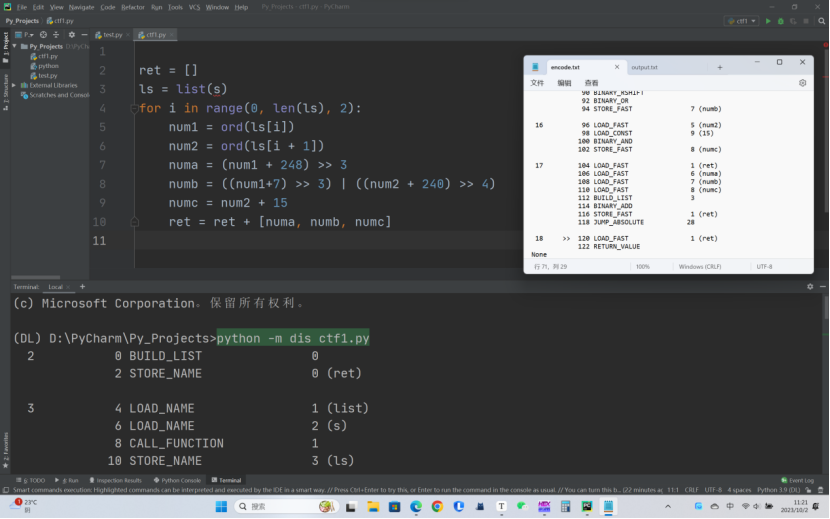 File Edit View Navigate Code Refactor Run Tools VCS Window Help Py_Projects - ctf1.py - PyCharm
Py_Projects ctf1.py ctf1
1: Project
2: Structure
2: Favorites
Py_Projects D:\PyCh
ctf1.py
python
test.py
External Libraries
Scratches and Consol
test.py ctf1.py
1
2 ret = []
3 ls = list(s)
4 for i in range(0, len(ls), 2):
5 num1 = ord(ls[i])
6 num2 = ord(ls[i + 1])
7 numa = (num1 + 248) >> 3
8 numb = ((num1+7) >> 3) | ((num2 + 240) >> 4)
9 numc = num2 + 15
10 ret = ret + [numa, numb, numc]
11
encode.txt output.txt
文件 编辑 查看
90 BINARY_RSHIFT
92 BINARY_OR
94 STORE_FAST 7 (numb)
16 96 LOAD_FAST 5 (num2)
98 LOAD_CONST 9 (15)
100 BINARY_AND
102 STORE_FAST 8 (numc)
17 104 LOAD_FAST 1 (ret)
106 LOAD_FAST 6 (numa)
108 LOAD_FAST 7 (numb)
110 LOAD_FAST 8 (numc)
112 BUILD_LIST 3
114 BINARY_ADD
116 STORE_FAST 1 (ret)
118 JUMP_ABSOLUTE 28
18 >> 120 LOAD_FAST 1 (ret)
122 RETURN_VALUE
None
行 71, 列 29 100% Windows (CRLF) UTF-8
Terminal: Local
(c) Microsoft Corporation。保留所有权利。
(DL) D:\PyCharm\Py_Projects>python -m dis ctf1.py
2 0 BUILD_LIST 0
2 STORE_NAME 0 (ret)
3 4 LOAD_NAME 1 (list)
6 LOAD_NAME 2 (s)
8 CALL_FUNCTION 1
10 STORE_NAME 3 (ls)
6: TODO 4: Run Inspection Results Python Console Terminal Event Log
Smart commands execution: Highlighted commands can be interpreted and executed by the IDE in a smart way. // Press Ctrl+Enter to try this, or Enter to run the command in the console as usual. // You can turn this b... (22 minutes ag 11:1 CRLF UTF-8 4 spaces Python 3.9 (DL)
23°C
阴
搜索
中
11:21
2023/10/2